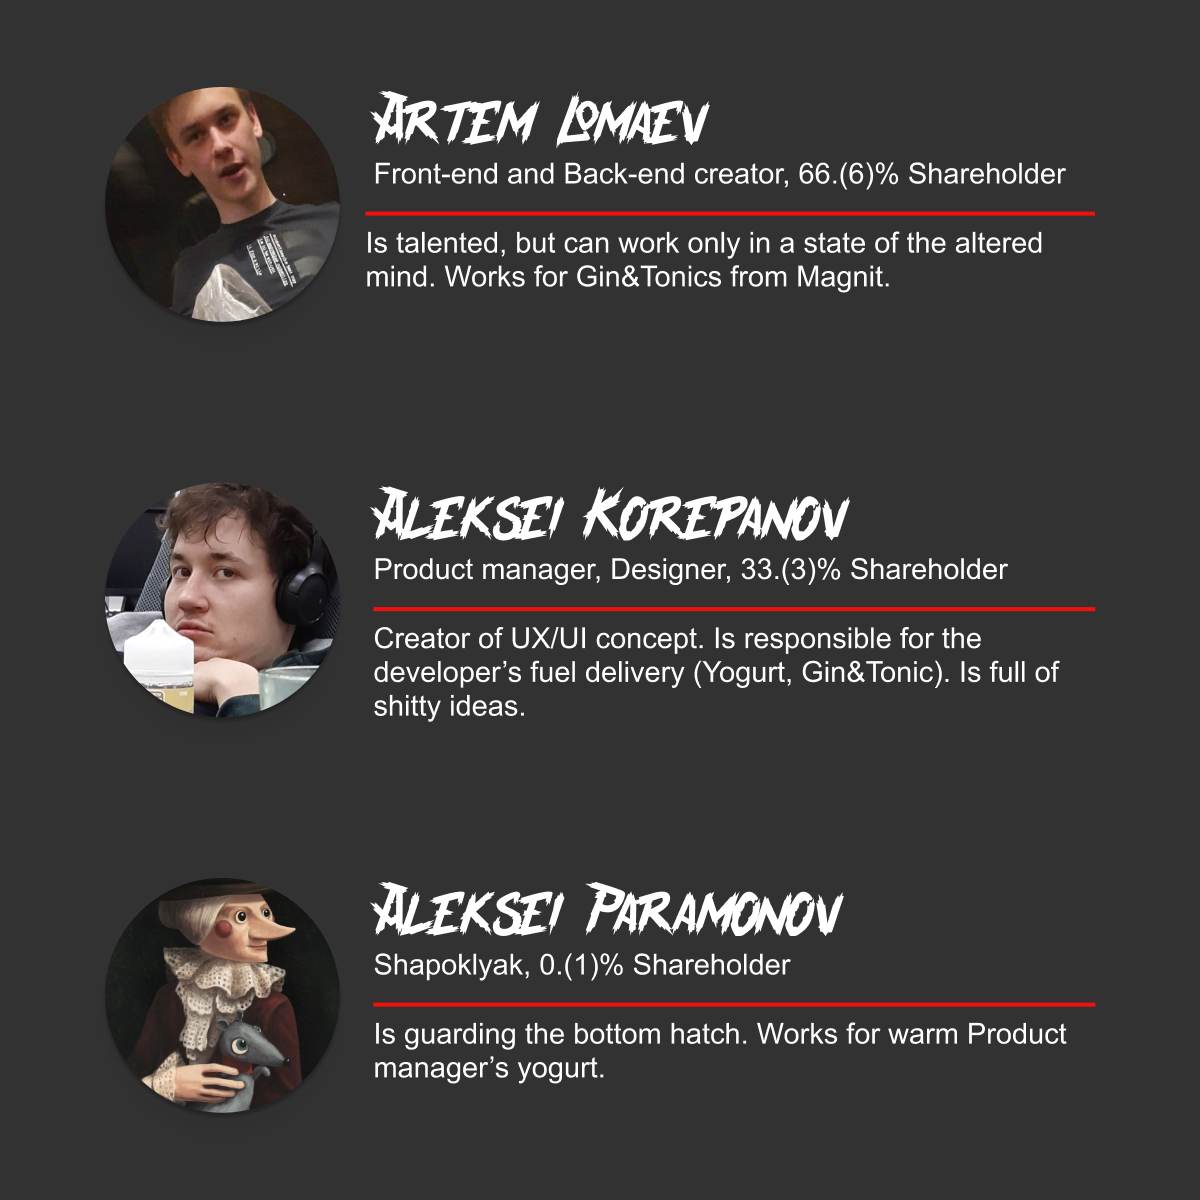 Artem Lomaev
Front-end and Back-end creator, 66.(6)% Shareholder
Is talented, but can work only in a state of the altered
mind. Works for Gin&Tonics from Magnit.
Aleksei Korepanov
Product manager, Designer, 33.(3)% Shareholder
Creator of UX/UI concept. Is responsible for the
developer’s fuel delivery (Yogurt, Gin&Tonic). Is full of
shitty ideas.
Aleksei Paramonov
Shapoklyak, 0.(1)% Shareholder
Is guarding the bottom hatch. Works for warm Product
manager’s yogurt.